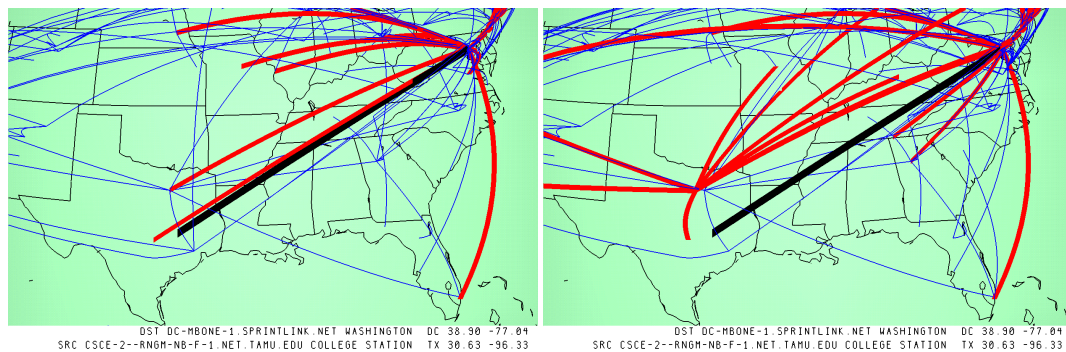 DST DC-MBONE-1.SPRINTLINK.NET WASHINGTON DC 38.90 -77.04
SRC CSCE-2--RNGM-NB-F-1.NET.TAMU.EDU COLLEGE STATION TX 30.63 -96.33
DST DC-MBONE-1.SPRINTLINK.NET WASHINGTON DC 38.90 -77.04
SRC CSCE-2--RNGM-NB-F-1.NET.TAMU.EDU COLLEGE STATION TX 30.63 -96.33